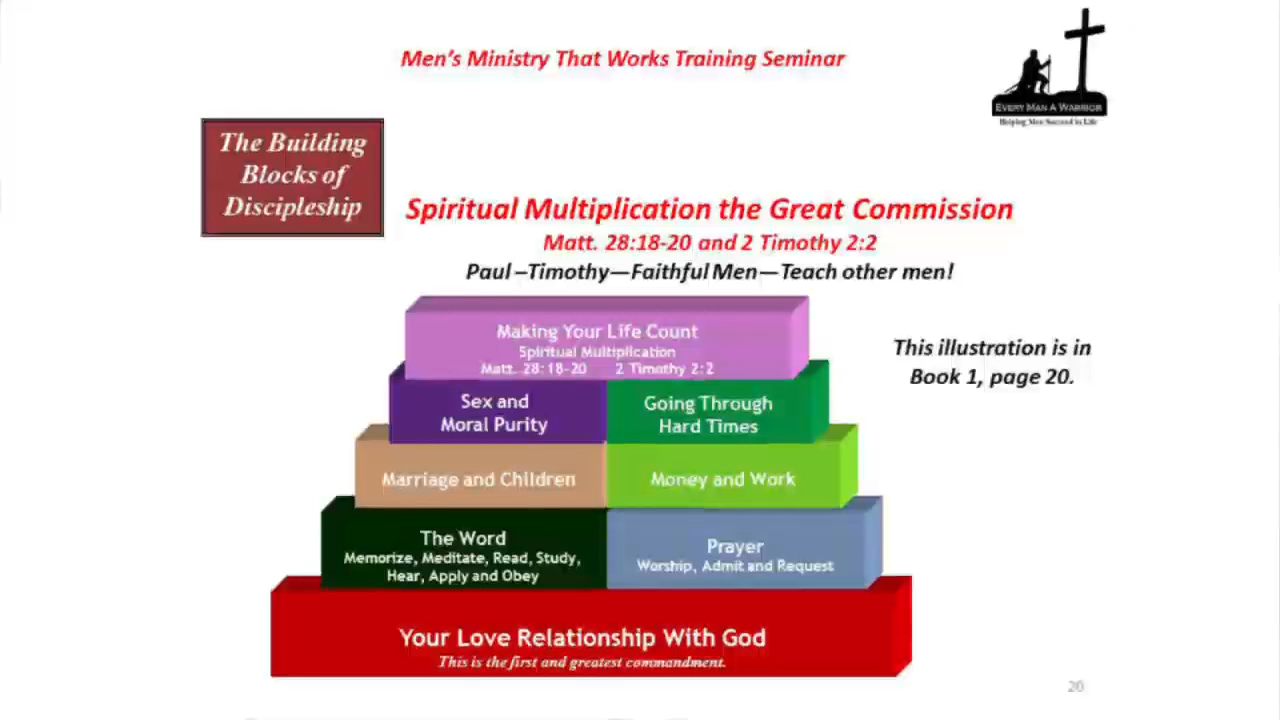 Men's Ministry That Works Training Seminar
EVERY MAN A WARRIOR
Helping Men Succeed in Life
The Building
Blocks of
Discipleship
Spiritual Multiplication the Great Commission
Matt. 28:18-20 and 2 Timothy 2:2
Paul –Timothy—Faithful Men—Teach other men!
Making Your Life Count
Spiritual Multiplication
Matt. 28:18-20 2 Timothy 2:2
This illustration is in
Book 1, page 20.
Sex and
Moral Purity
Going Through
Hard Times
Marriage and Children
Money and Work
The Word
Memorize, Meditate, Read, Study,
Hear, Apply and Obey
Prayer
Worship, Admit and Request
Your Love Relationship With God
This is the first and greatest commandment.
20